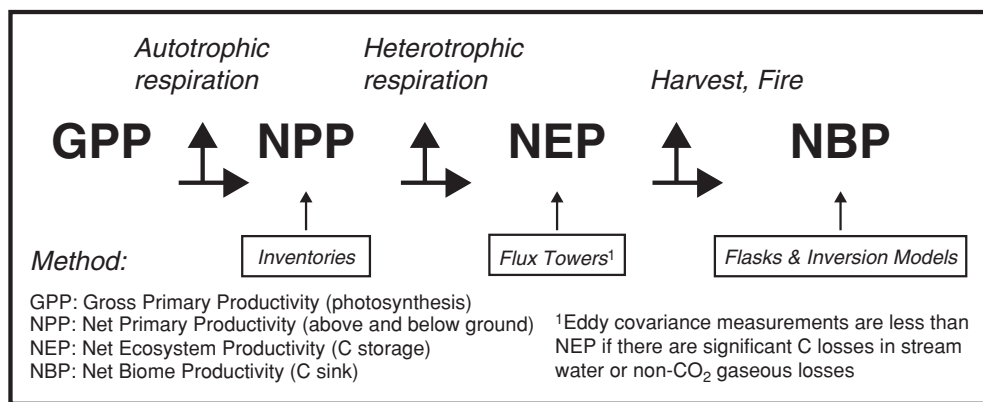 Autotrophic
respiration
Heterotrophic
respiration
Harvest, Fire
GPP
NPP
NEP
NBP
Inventories
Flux Towers¹
Flasks & Inversion Models
Method:
GPP: Gross Primary Productivity (photosynthesis)
NPP: Net Primary Productivity (above and below ground)
NEP: Net Ecosystem Productivity (C storage)
NBP: Net Biome Productivity (C sink)
¹Eddy covariance measurements are less than
NEP if there are significant C losses in stream
water or non-CO₂ gaseous losses